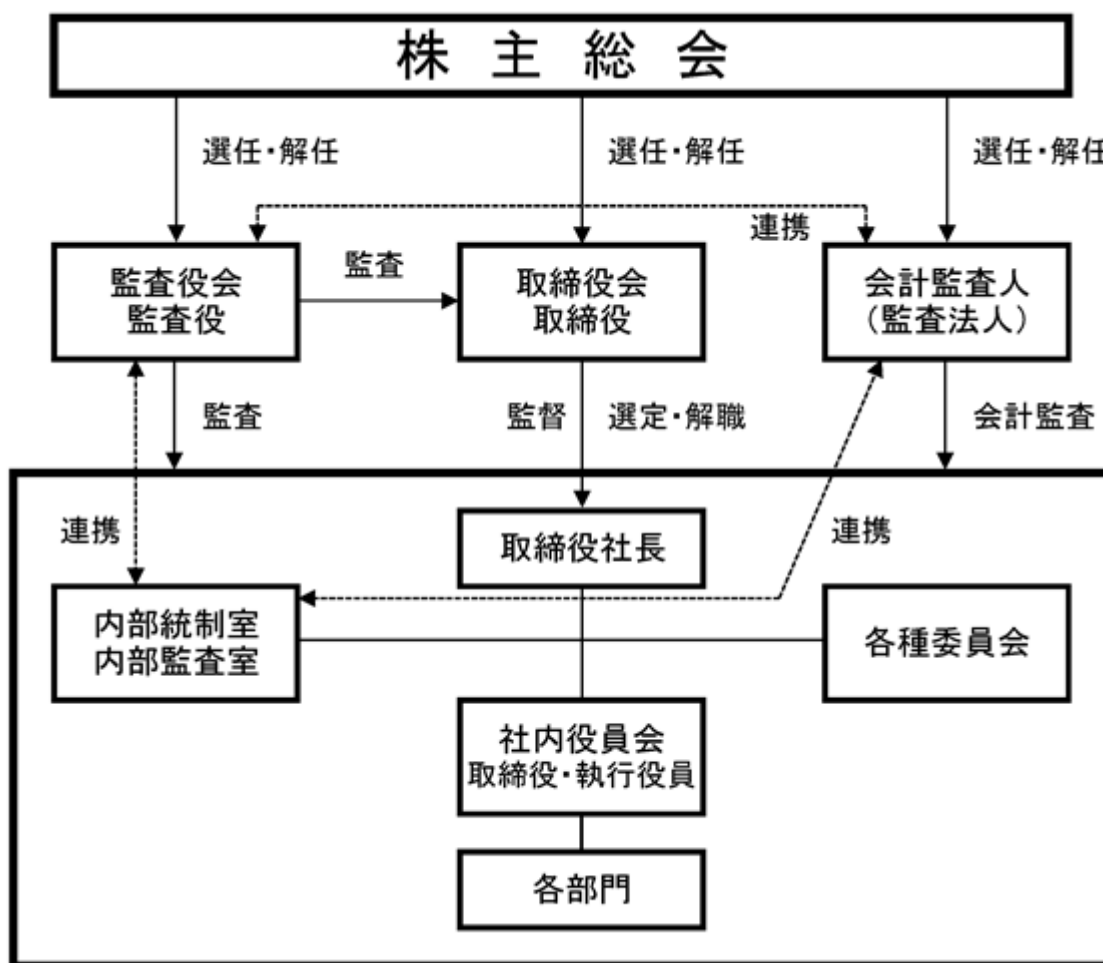 株主総会
選任・解任
選任・解任
選任・解任
連携
監査役会
監査役
監査
取締役会
取締役
会計監査人
（監査法人）
監査
監督
選定・解職
会計監査
連携
取締役社長
連携
内部統制室
内部監査室
各種委員会
社内役員会
取締役・執行役員
各部門